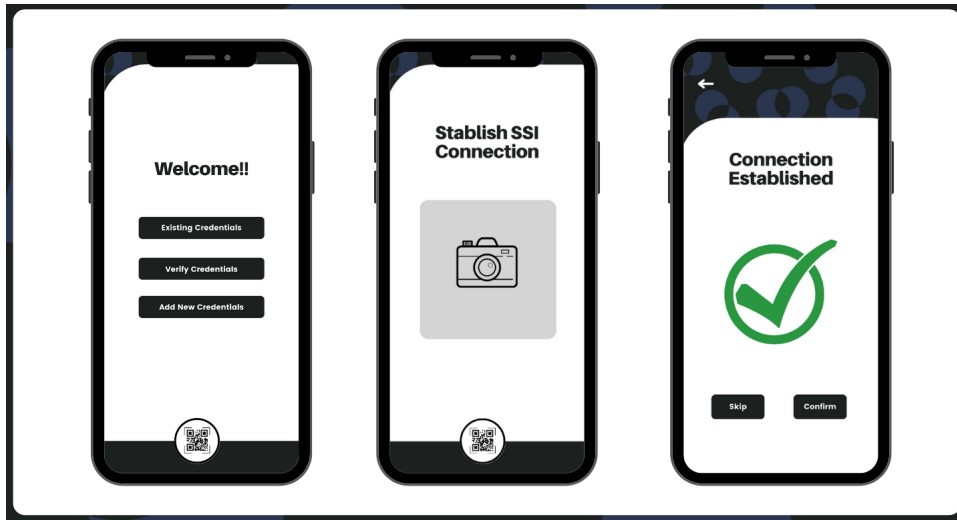 Welcome!!
Existing Credentials
Verify Credentials
Add New Credentials
Stablish SSI
Connection
Connection
Established
Skip
Confirm